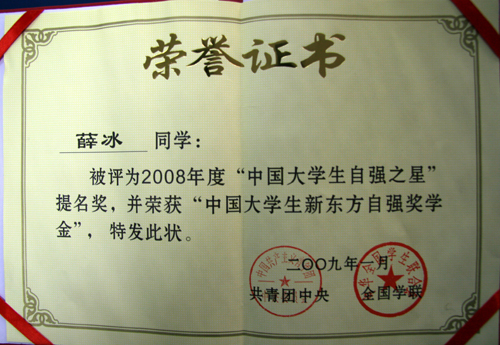 荣誉证书
薛冰 同学：
被评为2008年度“中国大学生自强之星”
提名奖，并荣获“中国大学生新东方自强奖学
金”，特发此状。
二〇〇九年一月
共青团中央 全国学联